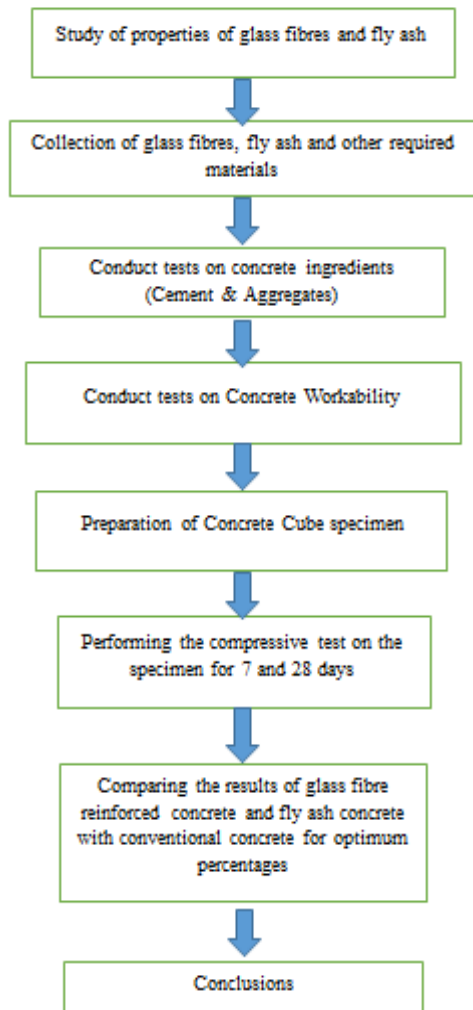 Study of properties of glass fibres and fly ash
Collection of glass fibres, fly ash and other required
materials
Conduct tests on concrete ingredients
(Cement & Aggregates)
Conduct tests on Concrete Workability
Preparation of Concrete Cube specimen
Performing the compressive test on the
specimen for 7 and 28 days
Comparing the results of glass fibre
reinforced concrete and fly ash concrete
with conventional concrete for optimum
percentages
Conclusions